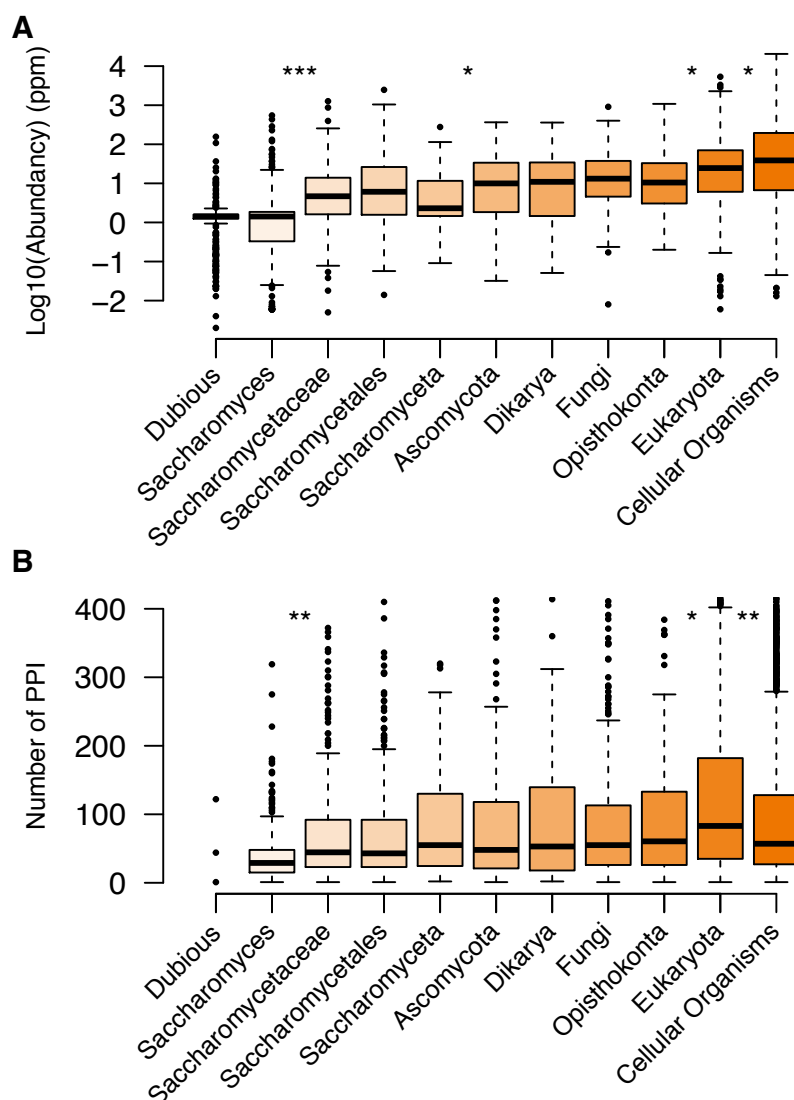 A
Log10(Abundancy) (ppm)
4
3
2
1
0
−1
−2
***
*
*
*
Dubious
Saccharomyces
Saccharomycetaceae
Saccharomycetales
Saccharomyceta
Ascomycota
Dikarya
Fungi
Opisthokonta
Eukaryota
Cellular Organisms
B
Number of PPI
400
300
200
100
0
**
*
**
Dubious
Saccharomyces
Saccharomycetaceae
Saccharomycetales
Saccharomyceta
Ascomycota
Dikarya
Fungi
Opisthokonta
Eukaryota
Cellular Organisms